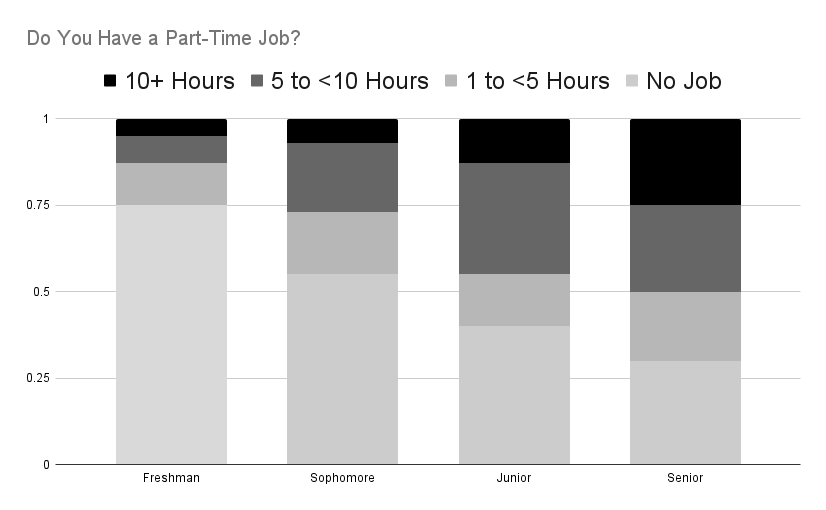 Do You Have a Part-Time Job?
10+ Hours 5 to <10 Hours 1 to <5 Hours No Job
1
0.75
0.5
0.25
0
Freshman Sophomore Junior Senior